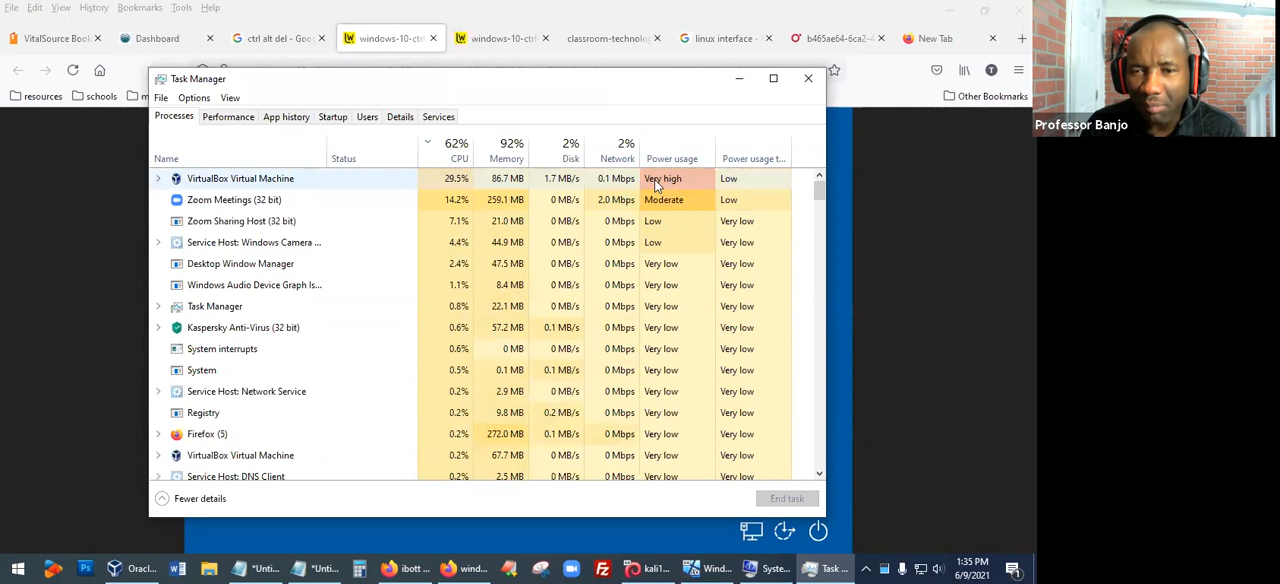 File Edit View History Bookmarks Tools Help
VitalSource Boo Dashboard ctrl alt del - Goo windows-10-ctrl windows-10-ctrl classroom-technolog linux interface - b465ae64-6ca2-4 New Tab
resources schools m Other Bookmarks
Professor Banjo
Task Manager
File Options View
Processes Performance App history Startup Users Details Services
62% 92% 2% 2%
Name Status CPU Memory Disk Network Power usage Power usage t...
VirtualBox Virtual Machine 29.5% 86.7 MB 1.7 MB/s 0.1 Mbps Very high Low
Zoom Meetings (32 bit) 14.2% 259.1 MB 0 MB/s 2.0 Mbps Moderate Low
Zoom Sharing Host (32 bit) 7.1% 21.0 MB 0 MB/s 0 Mbps Low Very low
Service Host: Windows Camera ... 4.4% 44.9 MB 0 MB/s 0 Mbps Low Very low
Desktop Window Manager 2.4% 47.5 MB 0 MB/s 0 Mbps Very low Very low
Windows Audio Device Graph Is... 1.1% 8.4 MB 0 MB/s 0 Mbps Very low Very low
Task Manager 0.8% 22.1 MB 0 MB/s 0 Mbps Very low Very low
Kaspersky Anti-Virus (32 bit) 0.6% 57.2 MB 0.1 MB/s 0 Mbps Very low Very low
System interrupts 0.6% 0 MB 0 MB/s 0 Mbps Very low Very low
System 0.5% 0.1 MB 0.1 MB/s 0 Mbps Very low Very low
Service Host: Network Service 0.2% 2.9 MB 0 MB/s 0 Mbps Very low Very low
Registry 0.2% 9.8 MB 0.2 MB/s 0 Mbps Very low Very low
Firefox (5) 0.2% 272.0 MB 0.1 MB/s 0 Mbps Very low Very low
VirtualBox Virtual Machine 0.2% 67.7 MB 0 MB/s 0 Mbps Very low Very low
Service Host: DNS Client 0.2% 2.5 MB 0 MB/s 0 Mbps Very low Very low
Fewer details End task
Oracl... *Unti... *Unti... ibott... wind... kali1... Wind... Syste... Task ... 1:35 PM
6/9/2021